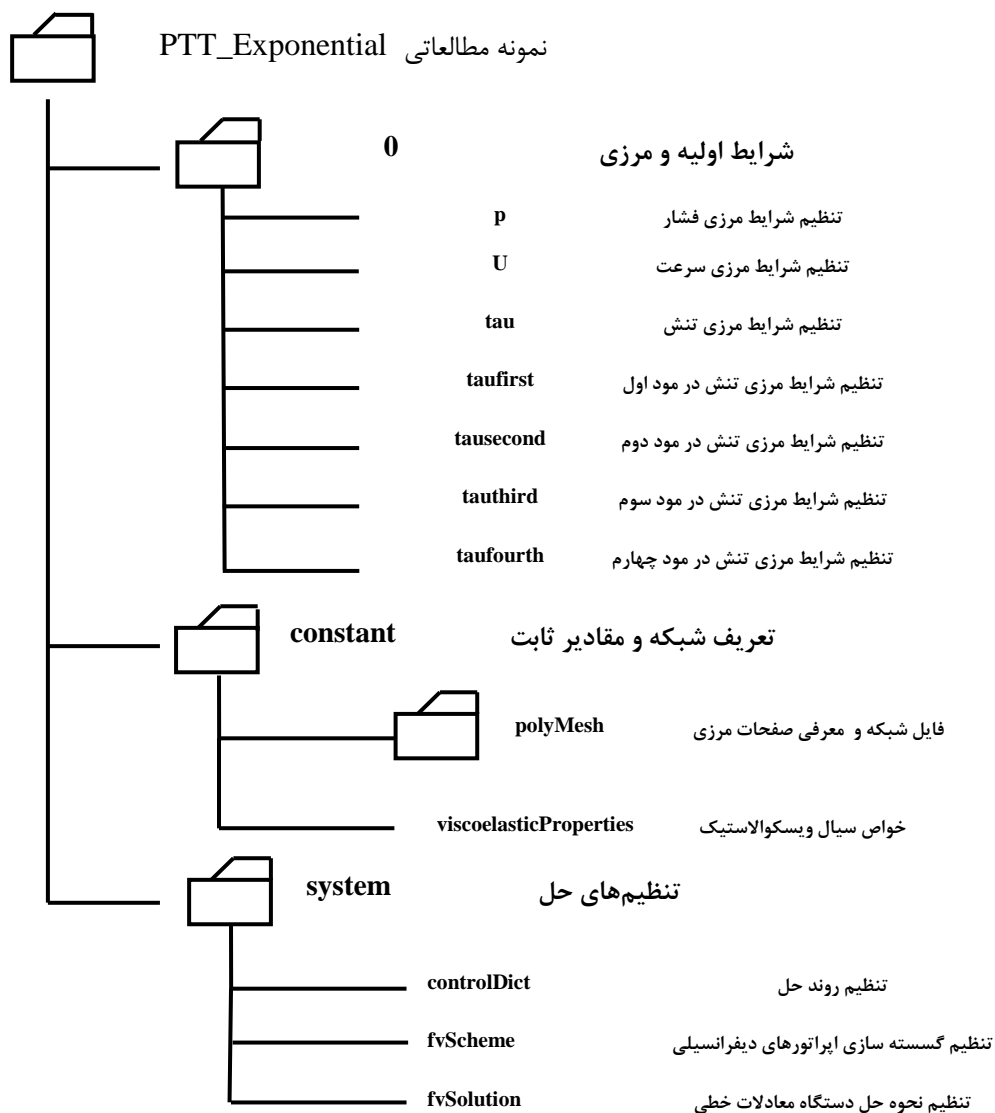 نمونه مطالعاتی PTT_Exponential
شرایط اولیه و مرزی 0
تنظیم شرایط مرزی فشار p
تنظیم شرایط مرزی سرعت U
تنظیم شرایط مرزی تنش tau
تنظیم شرایط مرزی تنش در مود اول taufirst
تنظیم شرایط مرزی تنش در مود دوم tausecond
تنظیم شرایط مرزی تنش در مود سوم tauthird
تنظیم شرایط مرزی تنش در مود چهارم taufourth
تعریف شبکه و مقادیر ثابت constant
فایل شبکه و معرفی صفحات مرزی polyMesh
خواص سیال ویسکوالاستیک viscoelasticProperties
تنظیم‌های حل system
تنظیم روند حل controlDict
تنظیم گسسته سازی اپراتورهای دیفرانسیلی fvScheme
تنظیم نحوه حل دستگاه معادلات خطی fvSolution